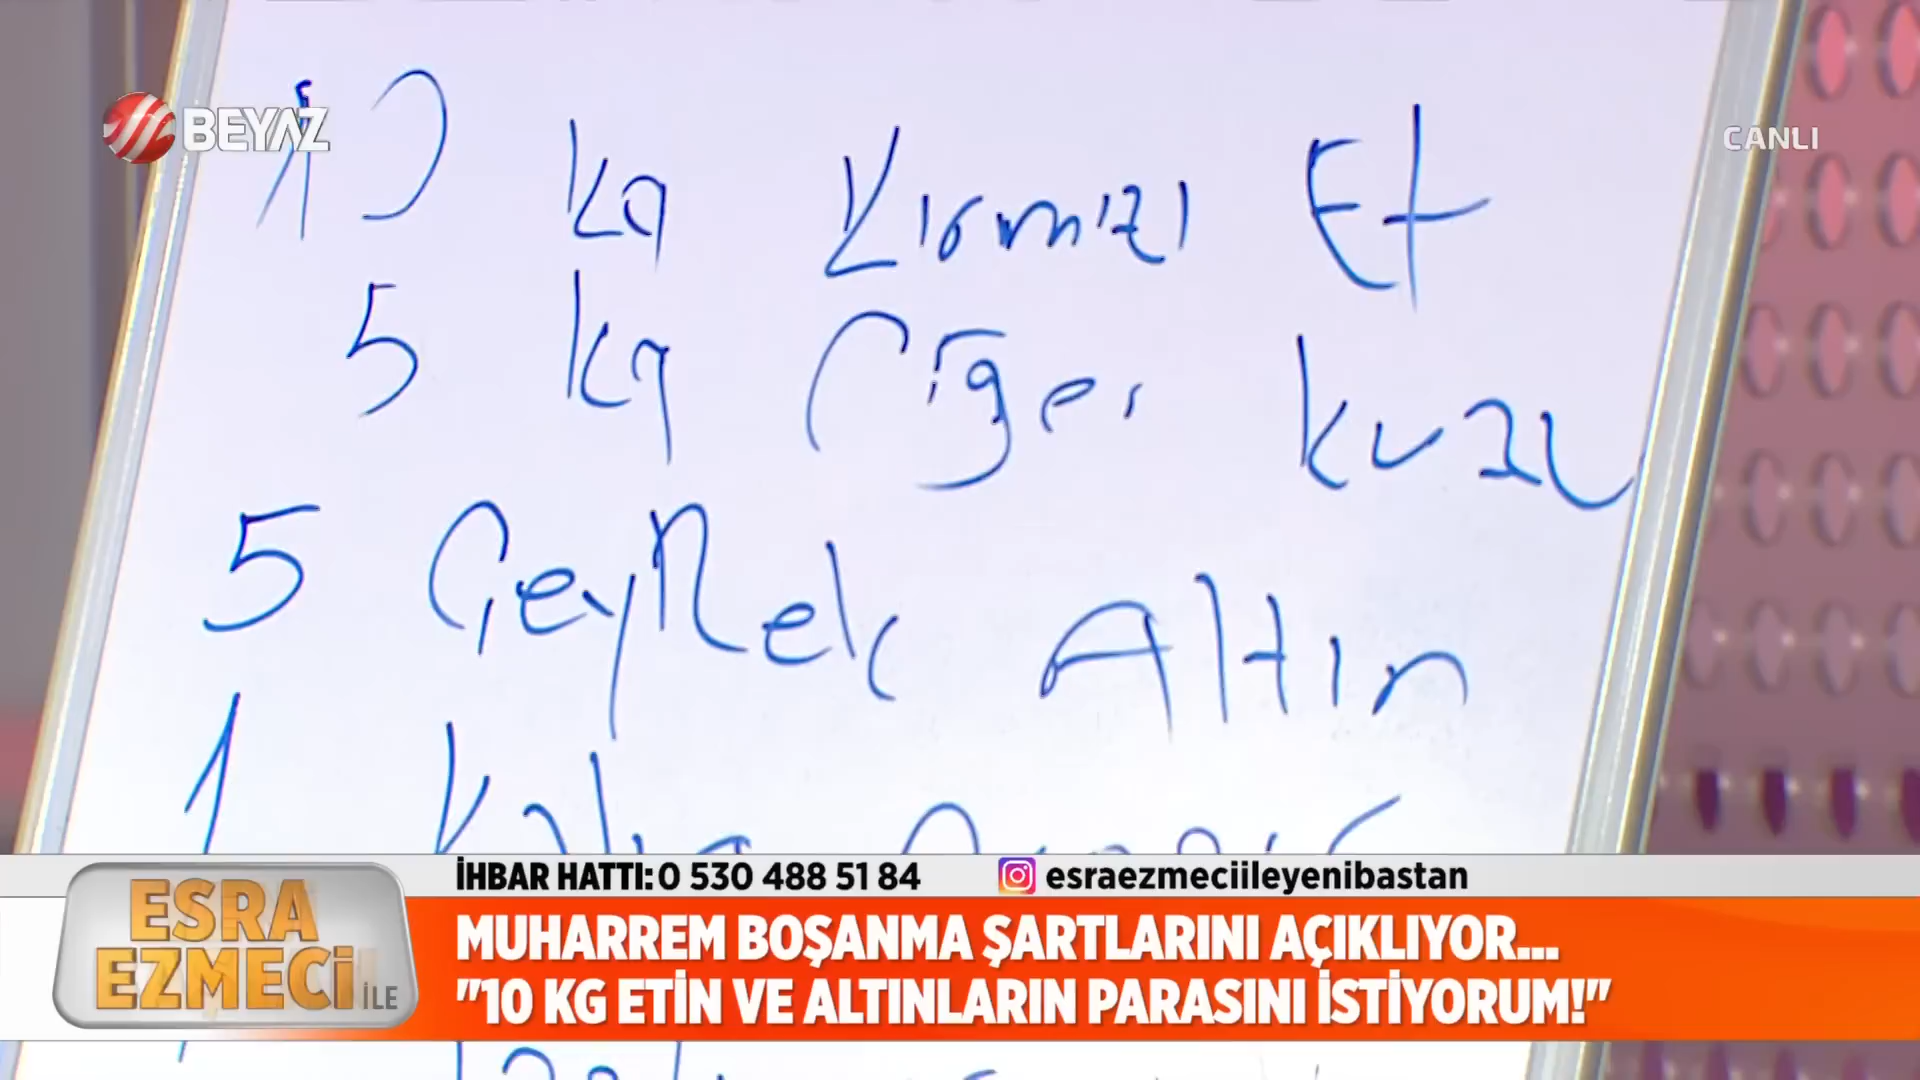 BEYAZ
CANLI
10 kg Kırmızı Et
5 kg Ciğer kuzu
5 Çeyrek Altın
1
İHBAR HATTI: 0 530 488 51 84
esraezmeciileyenibastan
ESRA
EZMECİ İLE
MUHARREM BOŞANMA ŞARTLARINI AÇIKLIYOR...
"10 KG ETİN VE ALTINLARIN PARASINI İSTİYORUM!"